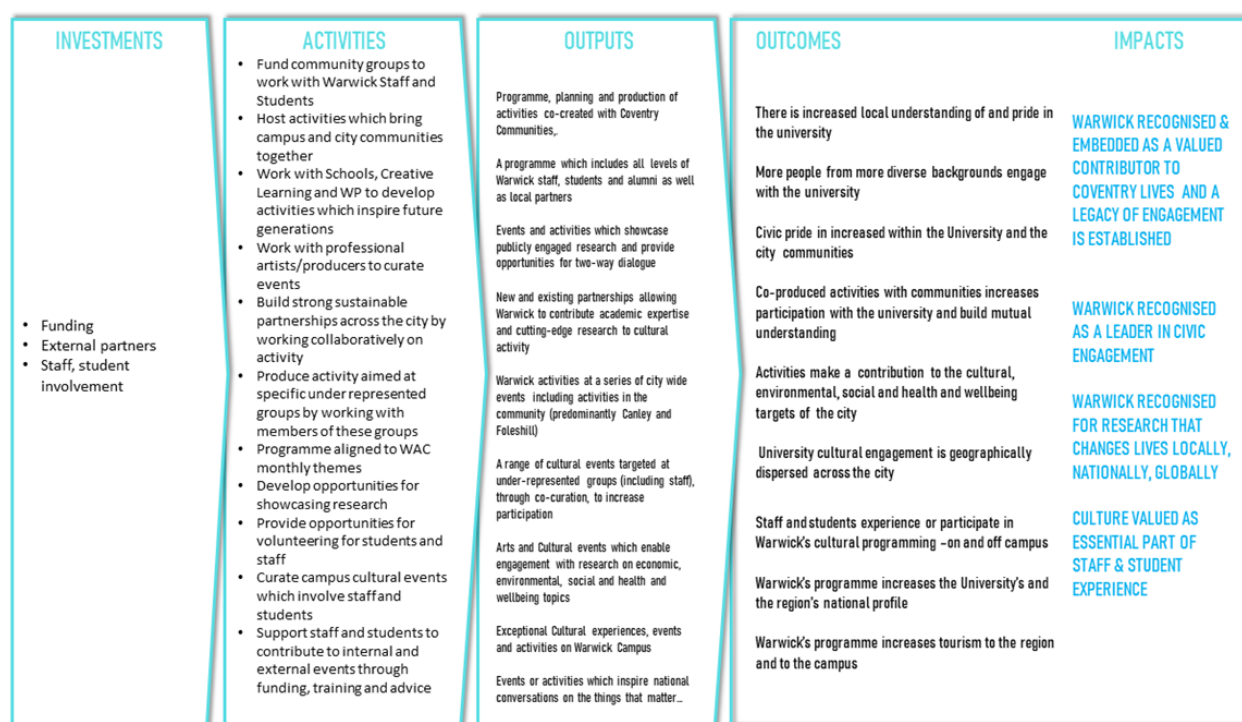 INVESTMENTS
• Funding
• External partners
• Staff, student
involvement
ACTIVITIES
• Fund community groups to
work with Warwick Staff and
Students
• Host activities which bring
campus and city communities
together
• Work with Schools, Creative
Learning and WP to develop
activities which inspire future
generations
• Work with professional
artists/producers to curate
events
• Build strong sustainable
partnerships across the city by
working collaboratively on
activity
• Produce activity aimed at
specific under represented
groups by working with
members of these groups
• Programme aligned to WAC
monthly themes
• Develop opportunities for
showcasing research
• Provide opportunities for
volunteering for students and
staff
• Curate campus cultural events
which involve staff and
students
• Support staff and students to
contribute to internal and
external events through
funding, training and advice
OUTPUTS
Programme, planning and production of
activities co-created with Coventry
Communities,.
A programme which includes all levels of
Warwick staff, students and alumni as well
as local partners
Events and activities which showcase
publicly engaged research and provide
opportunities for two-way dialogue
New and existing partnerships allowing
Warwick to contribute academic expertise
and cutting-edge research to cultural
activity
Warwick activities at a series of city wide
events including activities in the
community (predominantly Canley and
Foleshill)
A range of cultural events targeted at
under-represented groups (including staff),
through co-curation, to increase
participation
Arts and Cultural events which enable
engagement with research on economic,
environmental, social and health and
wellbeing topics
Exceptional Cultural experiences, events
and activities on Warwick Campus
Events or activities which inspire national
conversations on the things that matter...
OUTCOMES
There is increased local understanding of and pride in
the university
More people from more diverse backgrounds engage
with the university
Civic pride in increased within the University and the
city communities
Co-produced activities with communities increases
participation with the university and build mutual
understanding
Activities make a contribution to the cultural,
environmental, social and health and wellbeing
targets of the city
University cultural engagement is geographically
dispersed across the city
Staff and students experience or participate in
Warwick's cultural programming –on and off campus
Warwick's programme increases the University's and
the region's national profile
Warwick's programme increases tourism to the region
and to the campus
IMPACTS
WARWICK RECOGNISED &
EMBEDDED AS A VALUED
CONTRIBUTOR TO
COVENTRY LIVES AND A
LEGACY OF ENGAGEMENT
IS ESTABLISHED
WARWICK RECOGNISED
AS A LEADER IN CIVIC
ENGAGEMENT
WARWICK RECOGNISED
FOR RESEARCH THAT
CHANGES LIVES LOCALLY,
NATIONALLY, GLOBALLY
CULTURE VALUED AS
ESSENTIAL PART OF
STAFF & STUDENT
EXPERIENCE